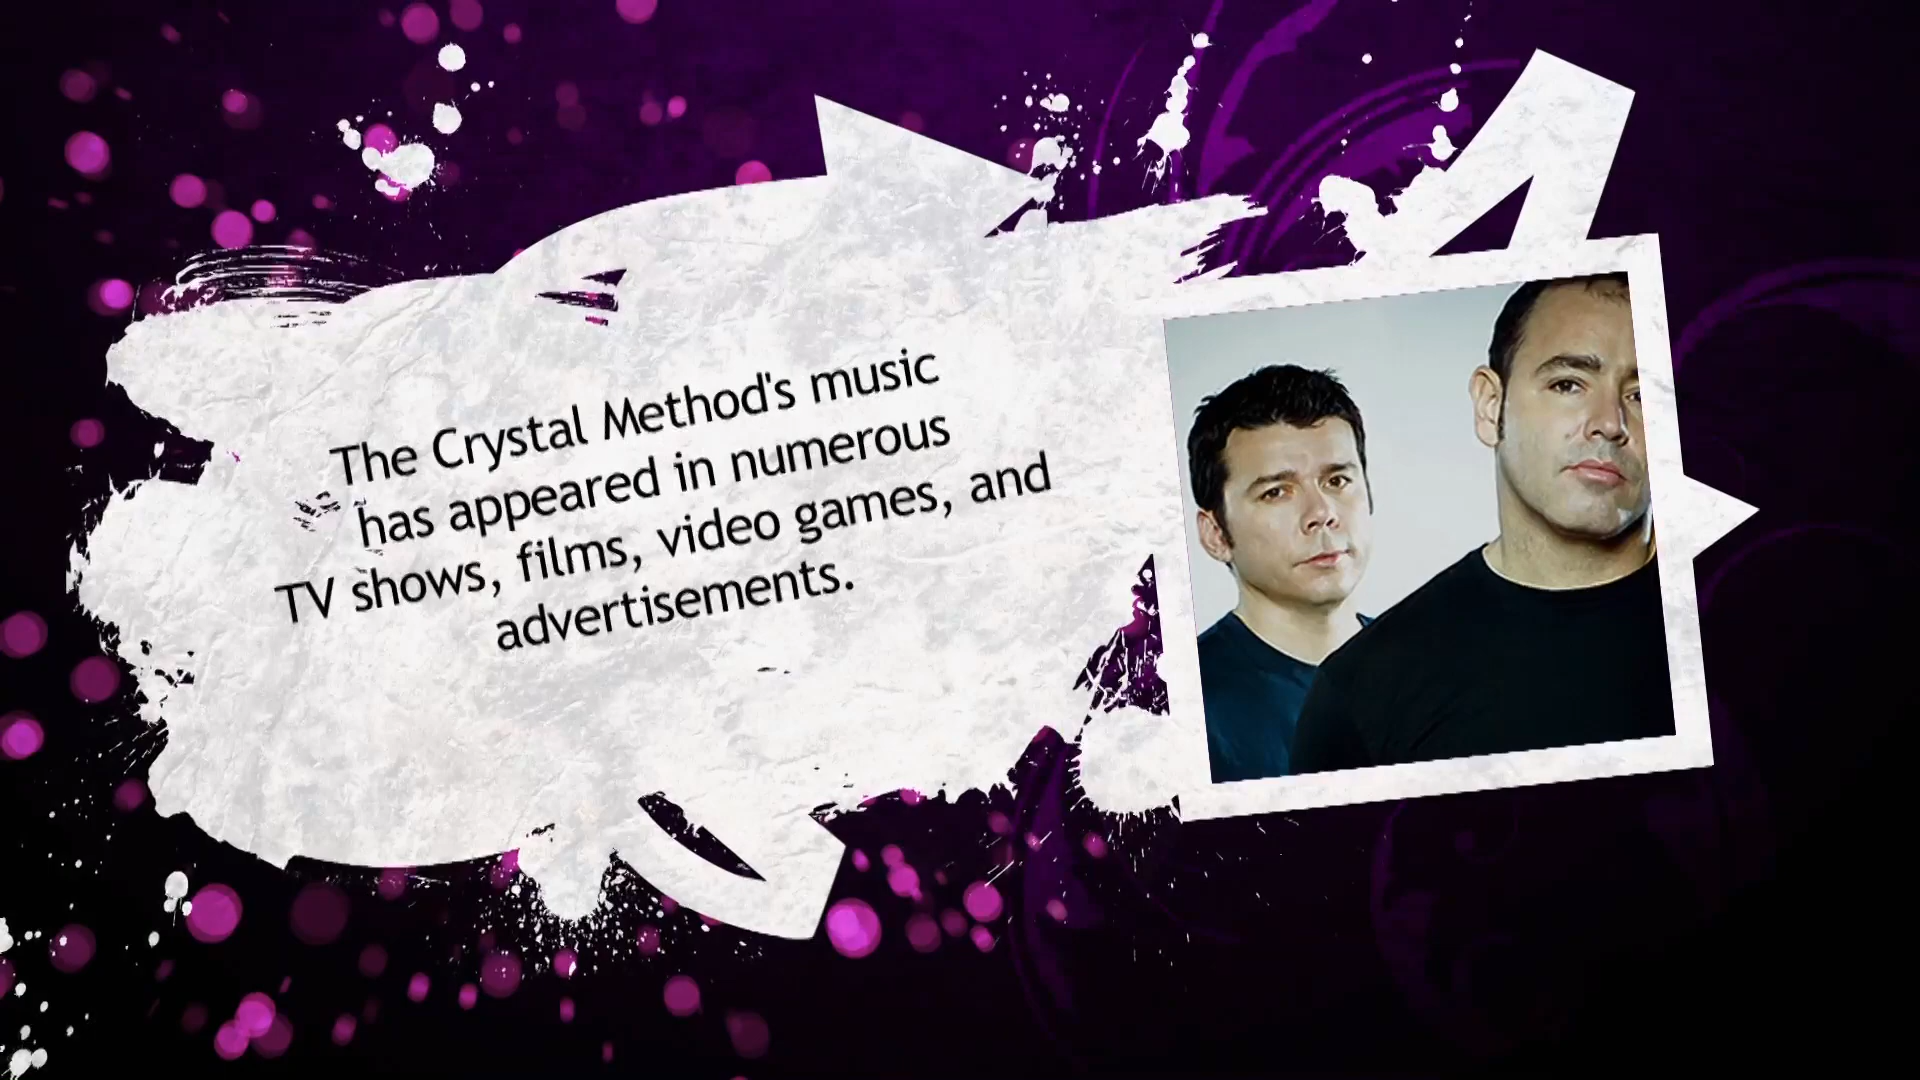 The Crystal Method's music
has appeared in numerous
TV shows, films, video games, and
advertisements.